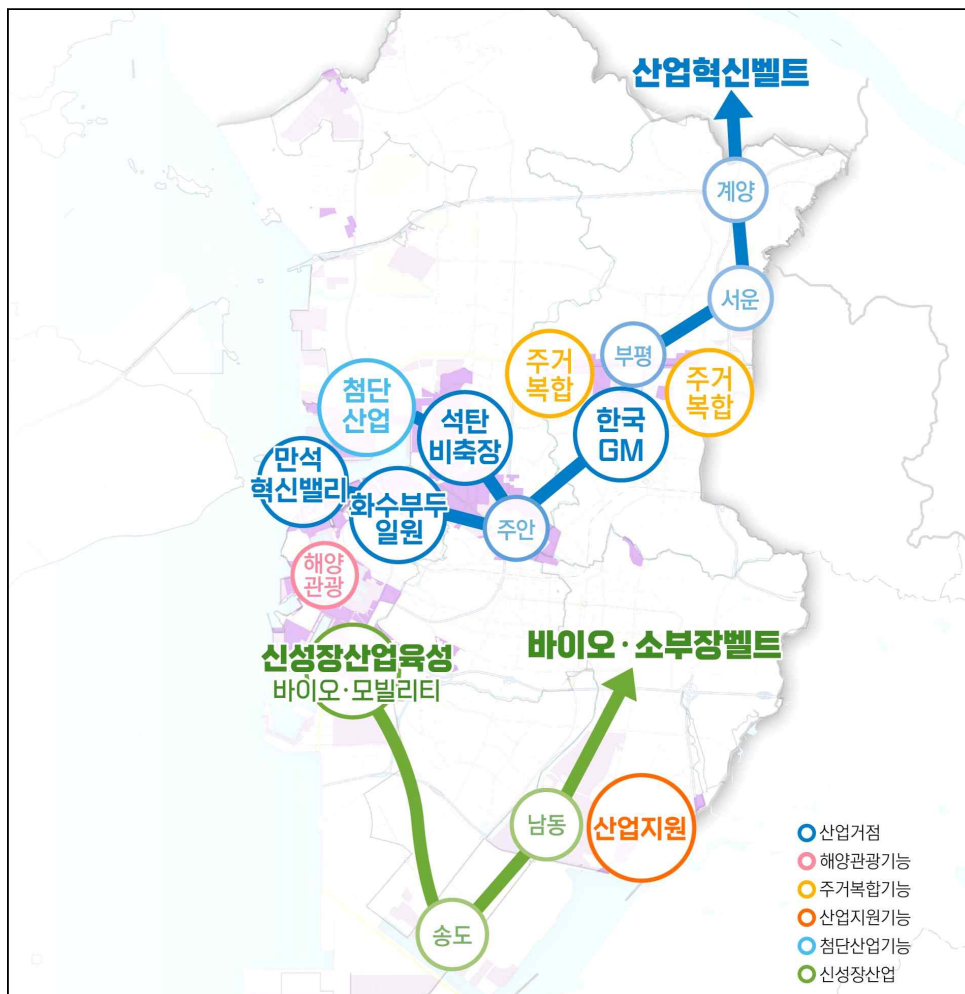 산업혁신벨트
계양
서운
부평
주거
복합
주거
복합
첨단
산업
석탄
비축장
한국
GM
만석
혁신밸리
화수부두
일원
주안
해양
관광
신성장산업육성
바이오·모빌리티
바이오·소부장벨트
남동
산업지원
송도
산업거점
해양관광기능
주거복합기능
산업지원기능
첨단산업기능
신성장산업